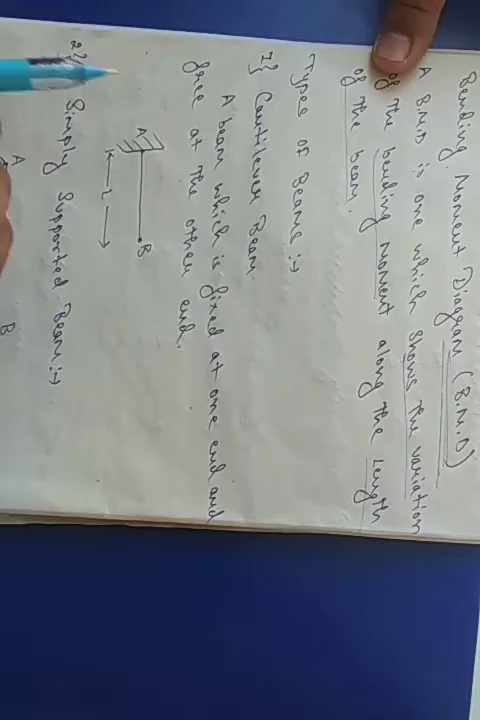 Bending Moment Diagram (B.M.D)
A B.M.D is one which shows the variation
of the bending moment along the Length
of the beam.
Types of Beams :→
1} Cantilever Beam
A beam which is fixed at one end and
free at the other end.
A B
L
2} Simply Supported Beam :→
A B